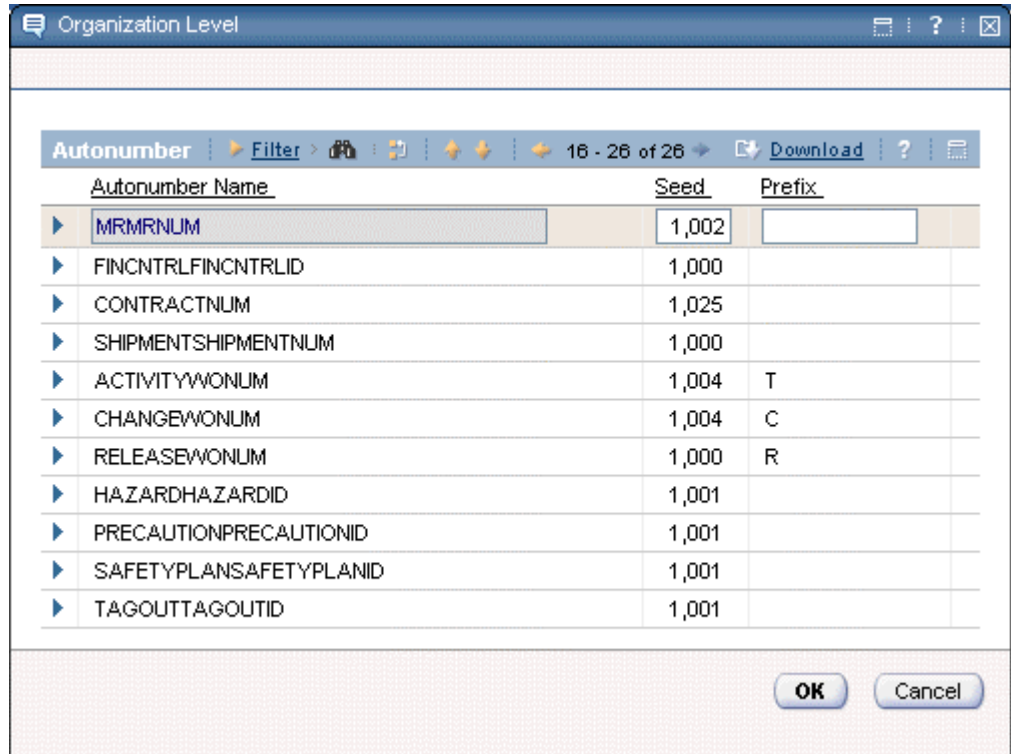 Organization Level ?
Autonumber Filter 16 - 26 of 26 Download ?
Autonumber Name Seed Prefix
MRMRNUM 1,002
FINCNTRLFINCNTRLID 1,000
CONTRACTNUM 1,025
SHIPMENTSHIPMENTNUM 1,000
ACTIVITYWONUM 1,004 T
CHANGEWONUM 1,004 C
RELEASEWONUM 1,000 R
HAZARDHAZARDID 1,001
PRECAUTIONPRECAUTIONID 1,001
SAFETYPLANSAFETYPLANID 1,001
TAGOUTTAGOUTID 1,001
OK Cancel